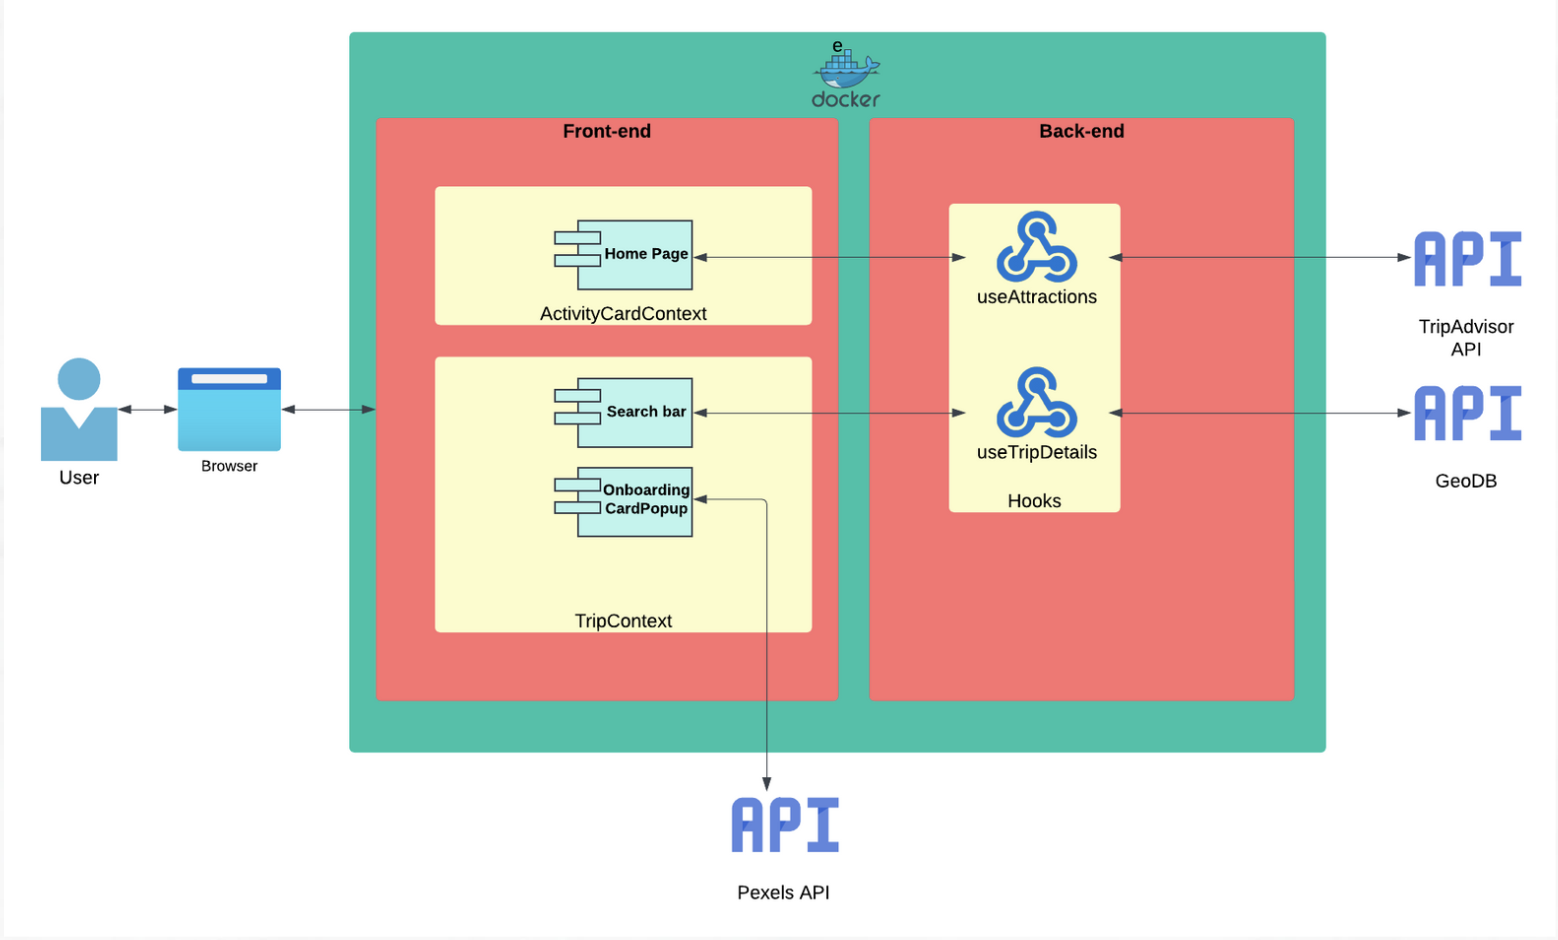 e
docker
Front-end
Back-end
Home Page
ActivityCardContext
useAttractions
API
TripAdvisor
API
User
Browser
Search bar
Onboarding
CardPopup
TripContext
useTripDetails
Hooks
API
GeoDB
API
Pexels API